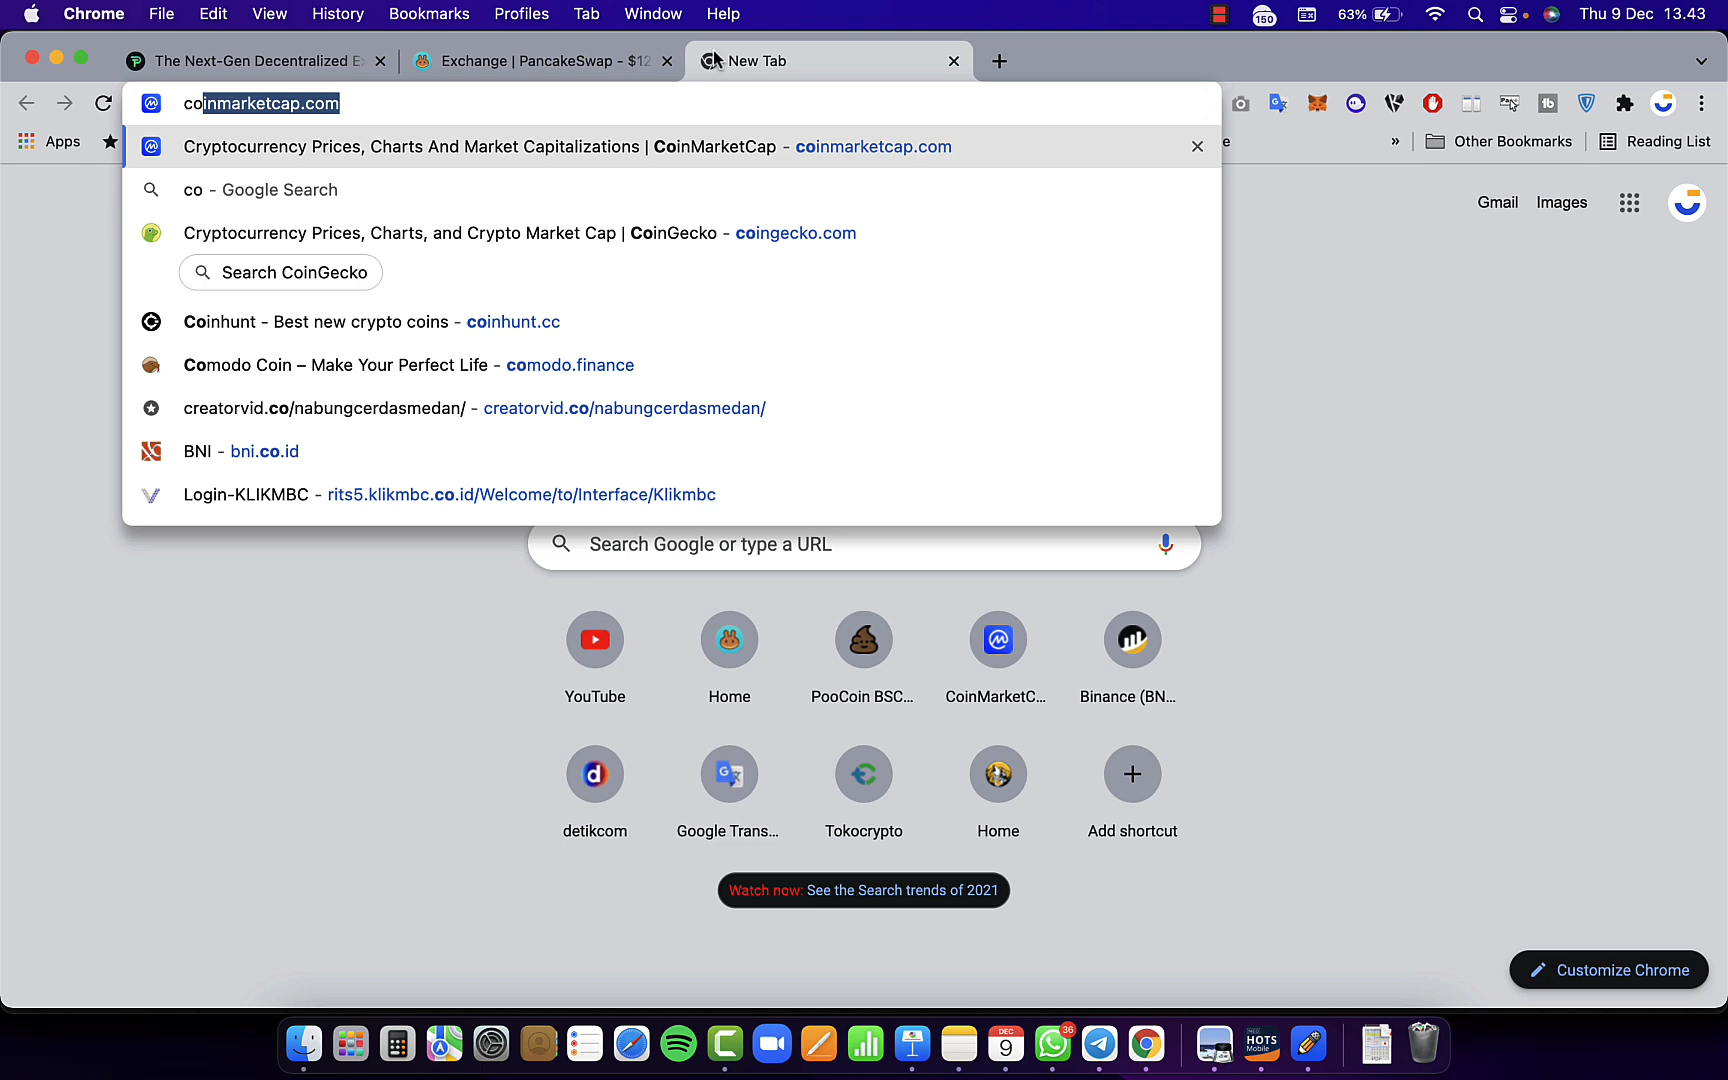 Chrome File Edit View History Bookmarks Profiles Tab Window Help 150 63% Thu 9 Dec 13.43
The Next-Gen Decentralized E Exchange | PancakeSwap - $12 New Tab
coinmarketcap.com
Apps Cryptocurrency Prices, Charts And Market Capitalizations | CoinMarketCap - coinmarketcap.com e » Other Bookmarks Reading List
co - Google Search
Gmail Images
Cryptocurrency Prices, Charts, and Crypto Market Cap | CoinGecko - coingecko.com
Search CoinGecko
Coinhunt - Best new crypto coins - coinhunt.cc
Comodo Coin – Make Your Perfect Life - comodo.finance
creatorvid.co/nabungcerdasmedan/ - creatorvid.co/nabungcerdasmedan/
BNI - bni.co.id
Login-KLIKMBC - rits5.klikmbc.co.id/Welcome/to/Interface/Klikmbc
Search Google or type a URL
YouTube Home PooCoin BSC... CoinMarketC... Binance (BN...
detikcom Google Trans... Tokocrypto Home Add shortcut
Watch now: See the Search trends of 2021
Customize Chrome
DEC 9 36 HOTS Mobile